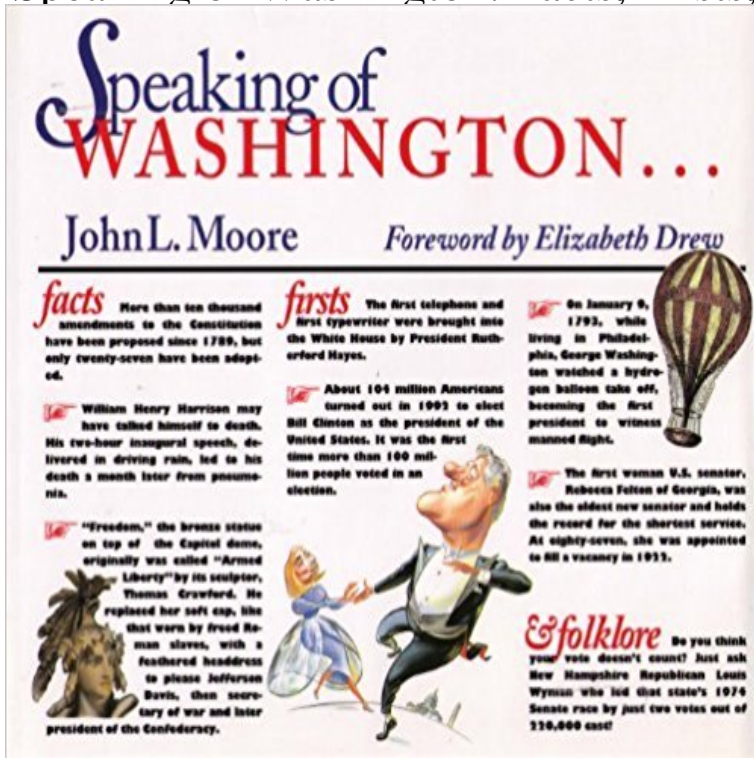 Speaking of
WASHINGTON...
John L. Moore
Foreword by Elizabeth Drew
facts More than ten thousand
amendments to the Constitution
have been proposed since 1789, but
only twenty-seven have been adopt-
ed.
William Henry Harrison may
have talked himself to death.
His two-hour inaugural speech, de-
livered in driving rain, led to his
death a month later from pneumo-
nia.
"Freedom," the bronze statue
on top of the Capitol dome,
originally was called "Armed
Liberty" by its sculptor,
Thomas Crawford. He
replaced her soft cap, like
that worn by freed Ro-
man slaves, with a
feathered headdress
to please Jefferson
Davis, then secre-
tary of war and later
president of the Confederacy.
firsts The first telephone and
first typewriter were brought into
the White House by President Ruth-
erford Hayes.
About 104 million Americans
turned out in 1992 to elect
Bill Clinton as the president of the
United States. It was the first
time more than 100 mil-
lion people voted in an
election.
On January 9,
1793, while
living in Philadel-
phia, George Washing-
ton watched a hydro-
gen balloon take off,
becoming the first
president to witness
manned flight.
The first woman U.S. senator,
Rebecca Felton of Georgia, was
also the oldest new senator and holds
the record for the shortest service.
At eighty-seven, she was appointed
to fill a vacancy in 1922.
&folklore Do you think
your vote doesn't count? Just ask
New Hampshire Republican Louis
Wyman who led that state's 1974
Senate race by just two votes out of
220,000 cast!